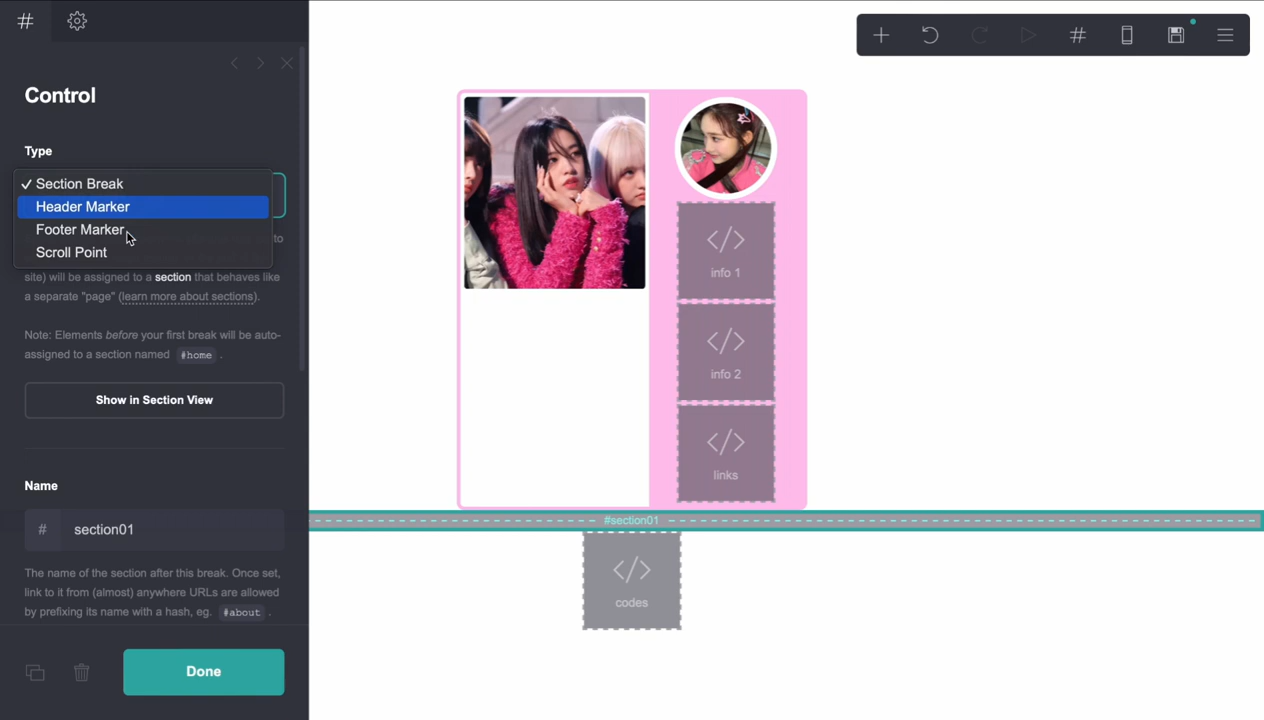 #
#
Control
Type
✓ Section Break
Header Marker
Footer Marker
Scroll Point
to
site) will be assigned to a section that behaves like
a separate "page" (learn more about sections).
Note: Elements before your first break will be auto-
assigned to a section named #home .
Show in Section View
Name
# section01
The name of the section after this break. Once set,
link to it from (almost) anywhere URLs are allowed
by prefixing its name with a hash, eg. #about .
Done
</>
info 1
</>
info 2
</>
links
#section01
</>
codes